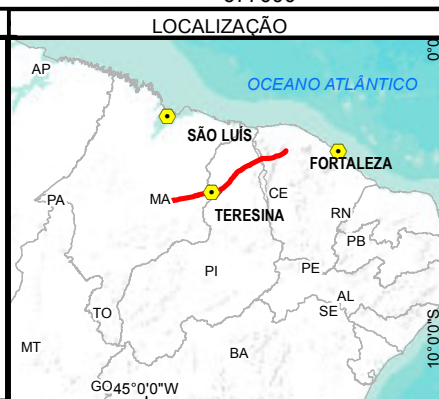 LOCALIZAÇÃO
AP
0°0
OCEANO ATLÂNTICO
SÃO LUÍS
FORTALEZA
PA
MA
CE
TERESINA
RN
PB
PI
PE
AL
SE
TO
MT
BA
10°0'0"S
GO
45°0'0"W